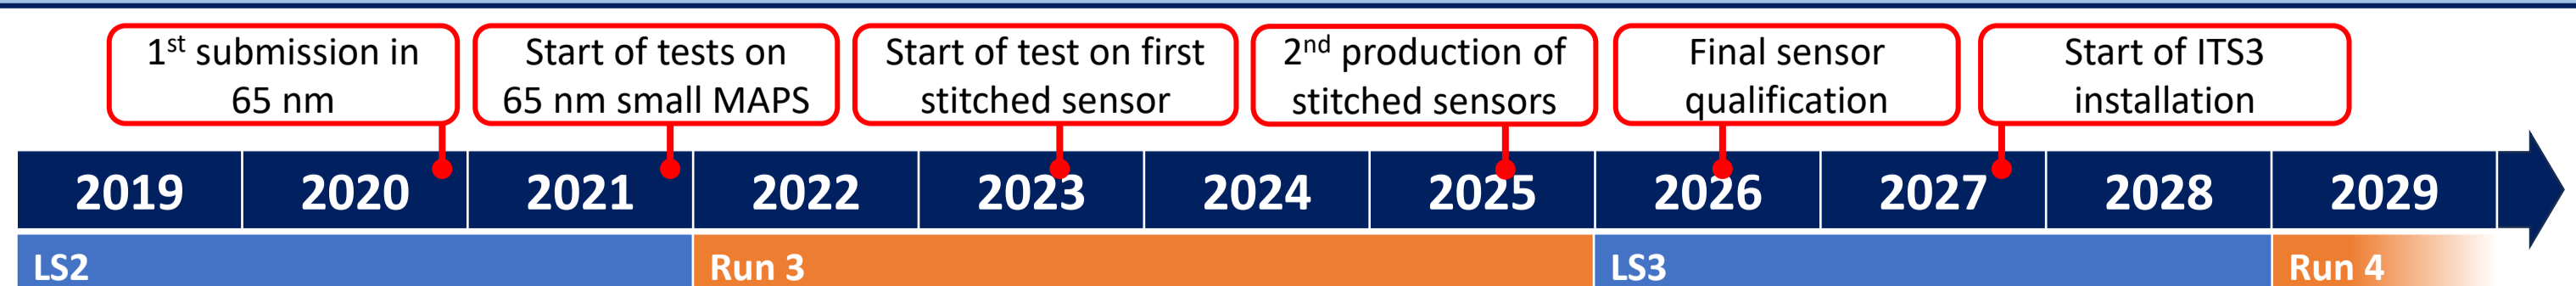 1st submission in
65 nm
Start of tests on
65 nm small MAPS
Start of test on first
stitched sensor
2nd production of
stitched sensors
Final sensor
qualification
Start of ITS3
installation
2019 2020 2021 2022 2023 2024 2025 2026 2027 2028 2029
LS2 Run 3 LS3 Run 4